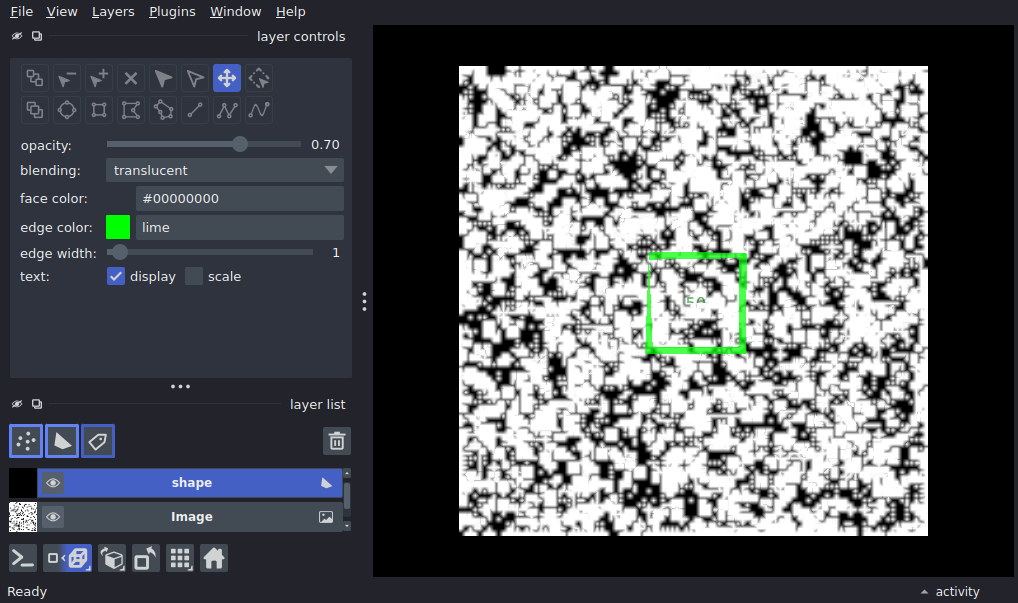 File View Layers Plugins Window Help
layer controls
opacity: 0.70
blending: translucent
face color: #00000000
edge color: lime
edge width: 1
text: display scale
layer list
shape
Image
Ready activity